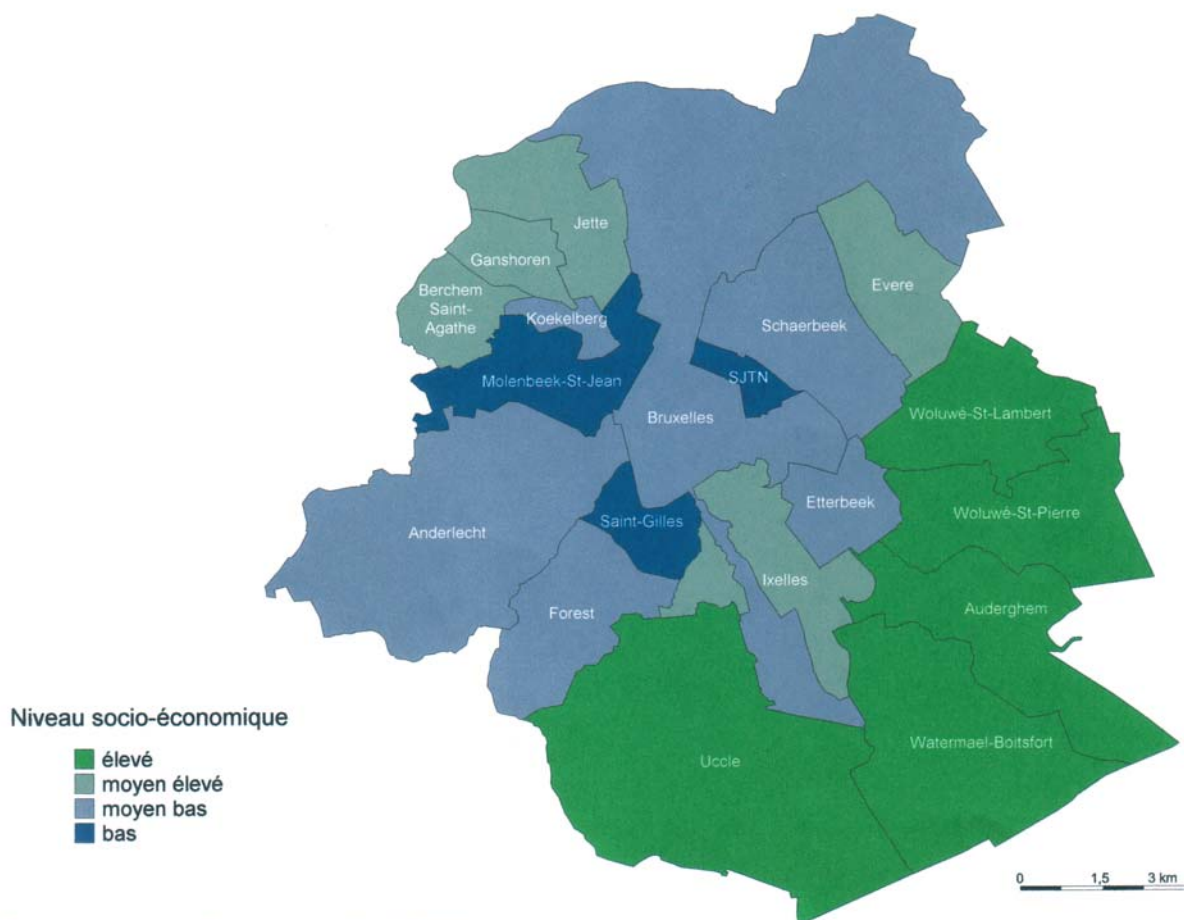 Jette
Ganshoren
Berchem
Saint-
Agathe
Koekelberg
Evere
Schaerbeek
Molenbeek-St-Jean
SJTN
Bruxelles
Woluwé-St-Lambert
Etterbeek
Woluwé-St-Pierre
Saint-Gilles
Anderlecht
Ixelles
Forest
Auderghem
Watermael-Boitsfort
Uccle
Niveau socio-économique
élevé
moyen élevé
moyen bas
bas
0 1,5 3 km